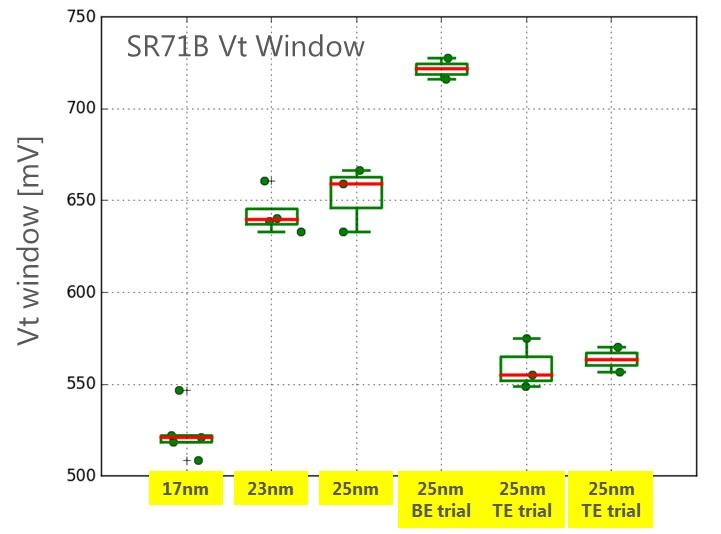 SR71B Vt Window
Vt window [mV]
750
700
650
600
550
500
17nm
23nm
25nm
25nm
BE trial
25nm
TE trial
25nm
TE trial